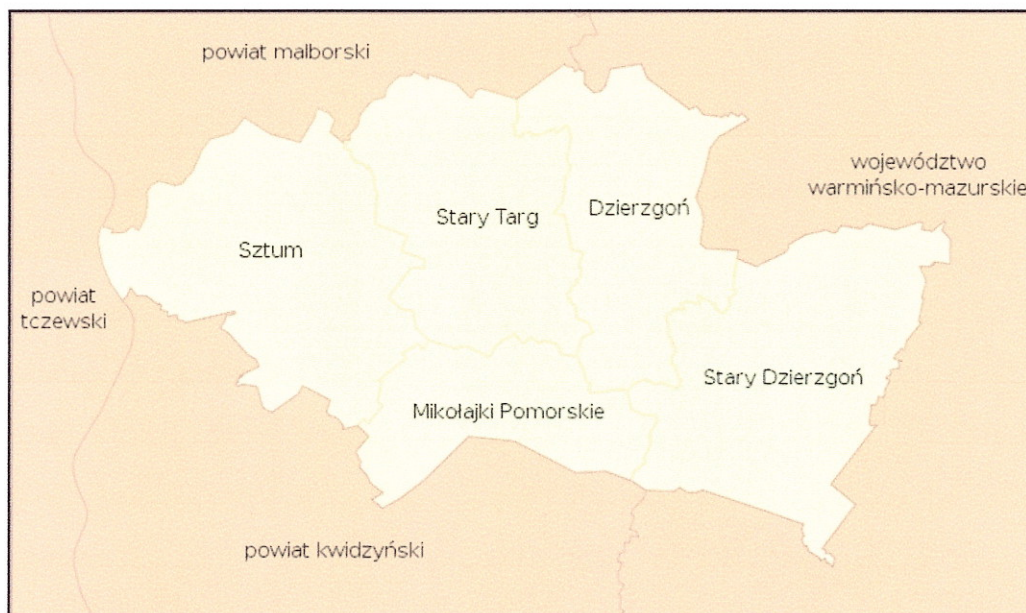 powiat malborski
województwo
warmińsko-mazurskie
Stary Targ
Dzierzgoń
Sztum
powiat
tczewski
Stary Dzierzgoń
Mikołajki Pomorskie
powiat kwidzyński